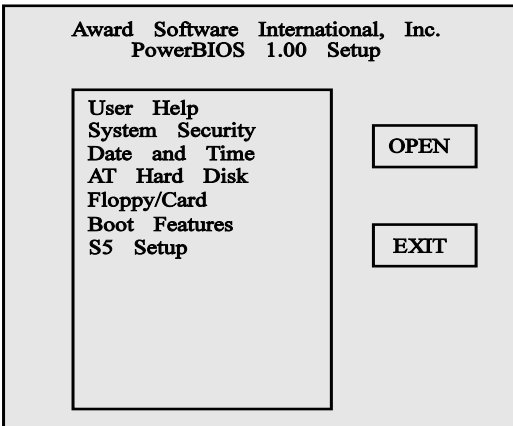 Award Software International, Inc.
PowerBIOS 1.00 Setup
User Help
System Security
Date and Time
AT Hard Disk
Floppy/Card
Boot Features
S5 Setup
OPEN
EXIT